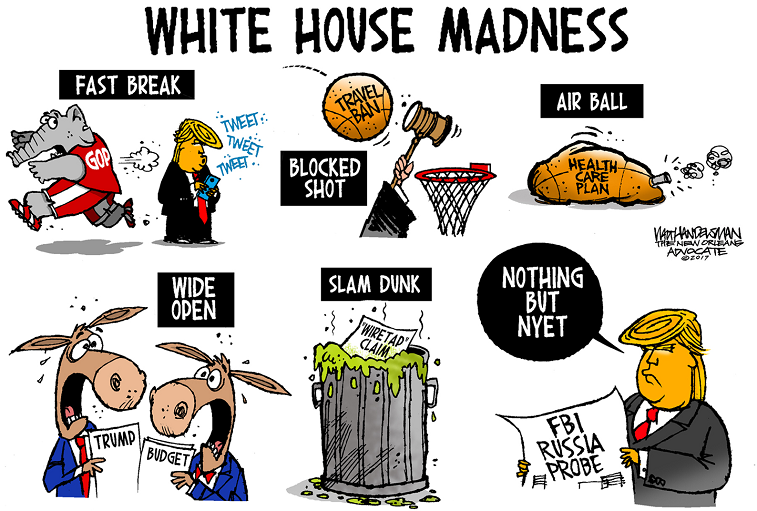 WHITE HOUSE MADNESS
FAST BREAK
GOP
TWEET
TWEET
TWEET
TRAVEL
BAN
BLOCKED
SHOT
AIR BALL
HEALTH
CARE
PLAN
WALT HANDELSMAN
THE NEW ORLEANS
ADVOCATE
©2017
WIDE
OPEN
TRUMP
BUDGET
SLAM DUNK
"WIRETAP"
CLAIM
NOTHING
BUT
NYET
FBI
RUSSIA
PROBE